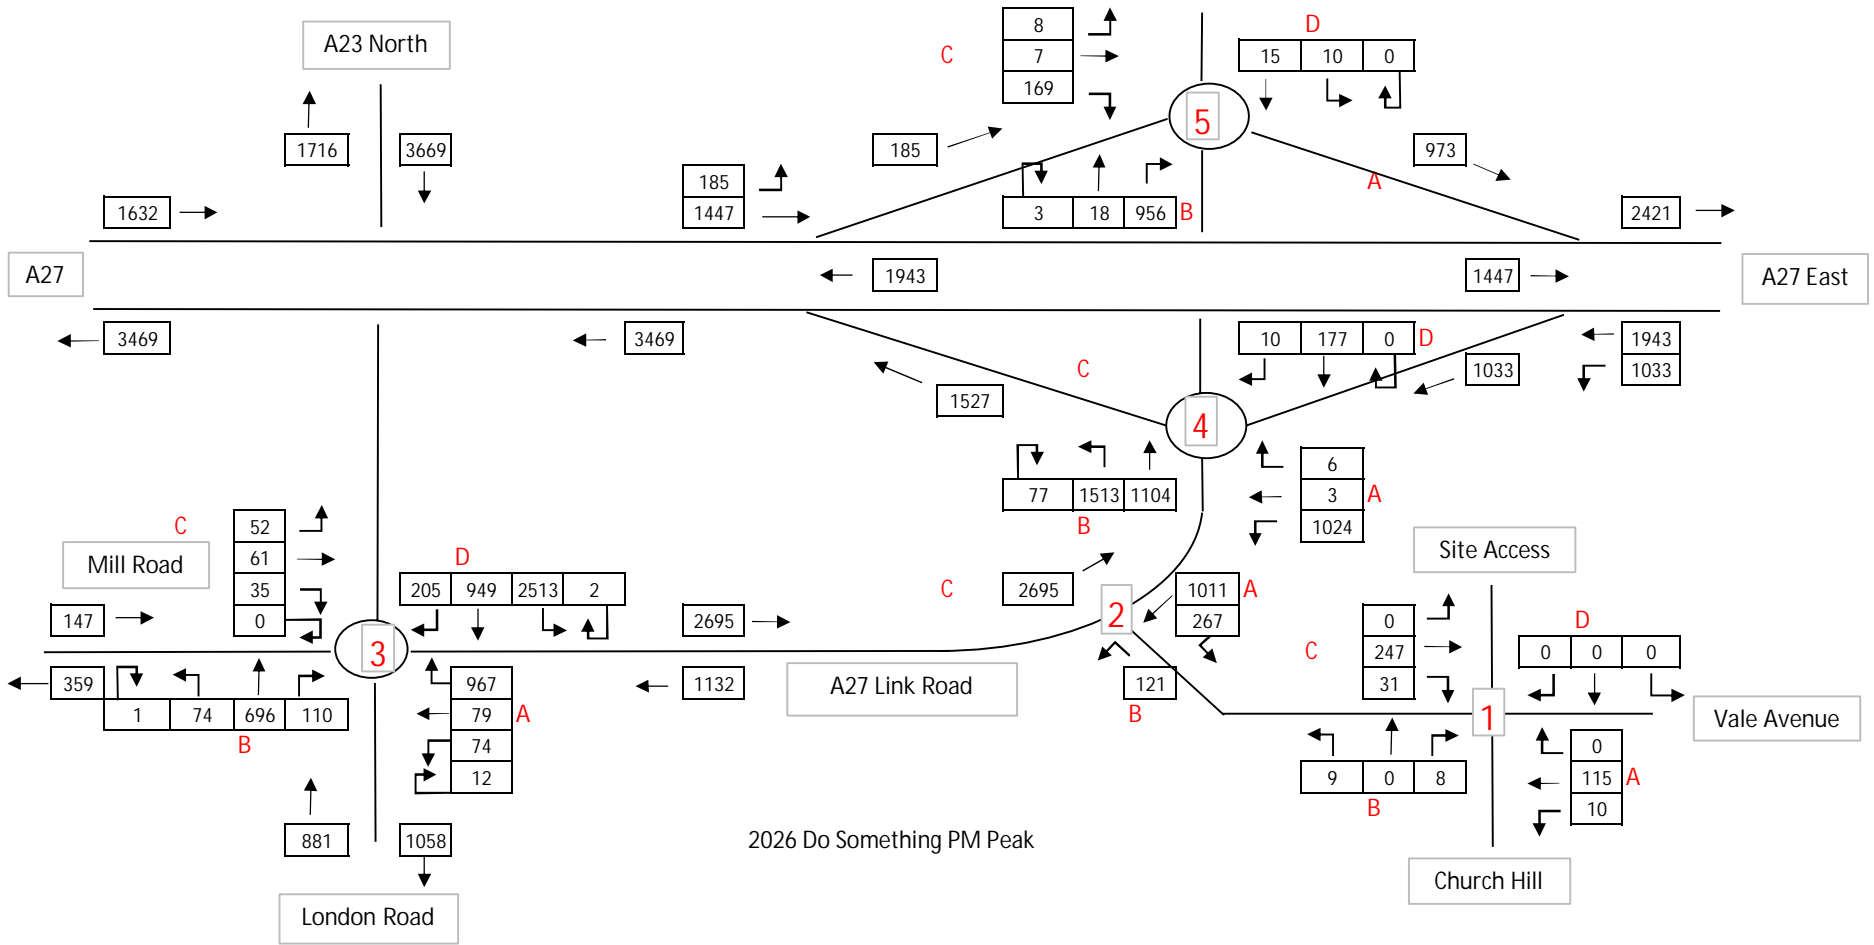 8
D
A23 North
C
7
15 10 0
169
5
1716
3669
185
973
185
A
1632
1447
3 18 956 B
2421
A27
1943
1447
A27 East
3469
3469
10 177 0 D
1943
C
1033
1033
1527
4
6
77 1513 1104
3 A
C
52
B
1024
Mill Road
61
D
Site Access
35
205 949 2513 2
C
2695
1011 A
147
0
2695
2
267
0
D
3
C
247
0 0 0
359
967
1132
A27 Link Road
121
31
1 74 696 110
79 A
B
1
Vale Avenue
B
74
0
12
9 0 8
115 A
B
10
881
1058
2026 Do Something PM Peak
Church Hill
London Road